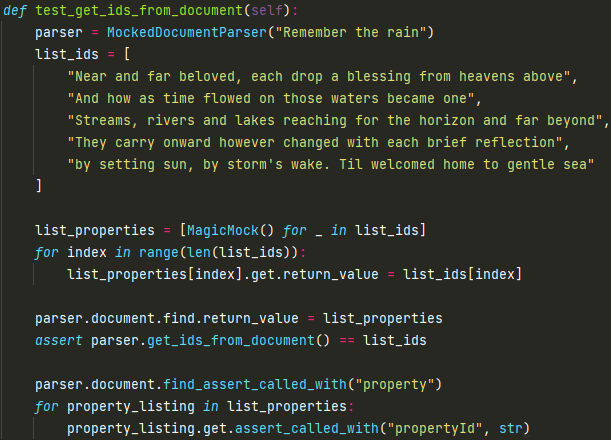 def test_get_ids_from_document(self):
    parser = MockedDocumentParser("Remember the rain")
    list_ids = [
        "Near and far beloved, each drop a blessing from heavens above",
        "And how as time flowed on those waters became one",
        "Streams, rivers and lakes reaching for the horizon and far beyond",
        "They carry onward however changed with each brief reflection",
        "by setting sun, by storm's wake. Til welcomed home to gentle sea"
    ]
    list_properties = [MagicMock() for _ in list_ids]
    for index in range(len(list_ids)):
        list_properties[index].get.return_value = list_ids[index]
    parser.document.find.return_value = list_properties
    assert parser.get_ids_from_document() == list_ids
    parser.document.find_assert_called_with("property")
    for property_listing in list_properties:
        property_listing.get.assert_called_with("propertyId", str)